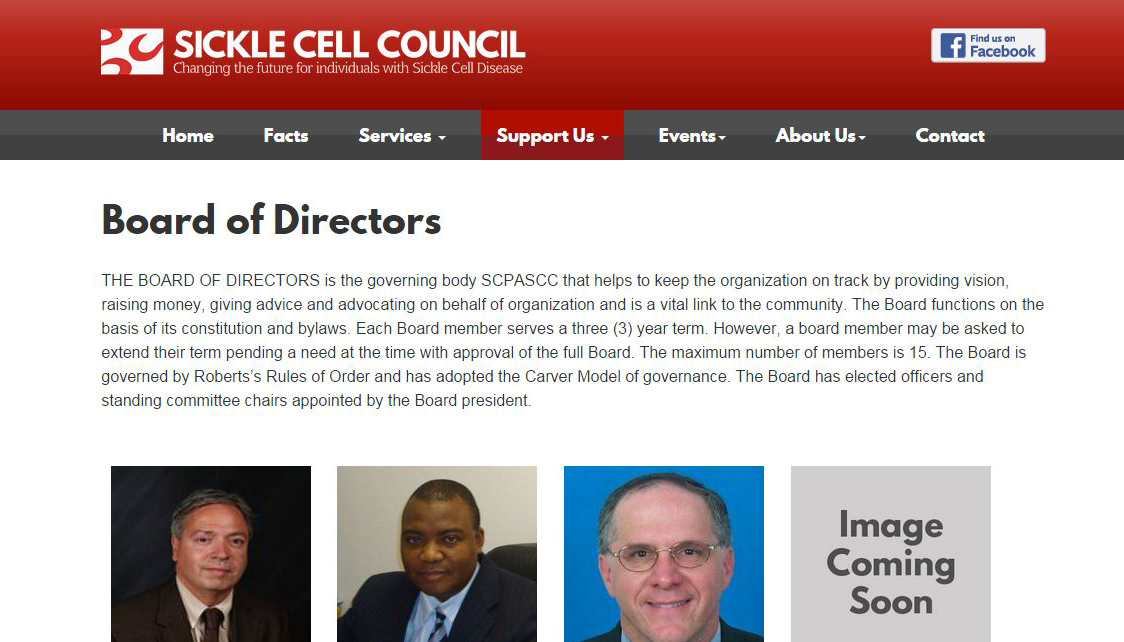 SICKLE CELL COUNCIL
Changing the future for individuals with Sickle Cell Disease
Find us on
Facebook
Home Facts Services Support Us Events About Us Contact
Board of Directors
THE BOARD OF DIRECTORS is the governing body SCPASCC that helps to keep the organization on track by providing vision,
raising money, giving advice and advocating on behalf of organization and is a vital link to the community. The Board functions on the
basis of its constitution and bylaws. Each Board member serves a three (3) year term. However, a board member may be asked to
extend their term pending a need at the time with approval of the full Board. The maximum number of members is 15. The Board is
governed by Roberts’s Rules of Order and has adopted the Carver Model of governance. The Board has elected officers and
standing committee chairs appointed by the Board president.
Image
Coming
Soon